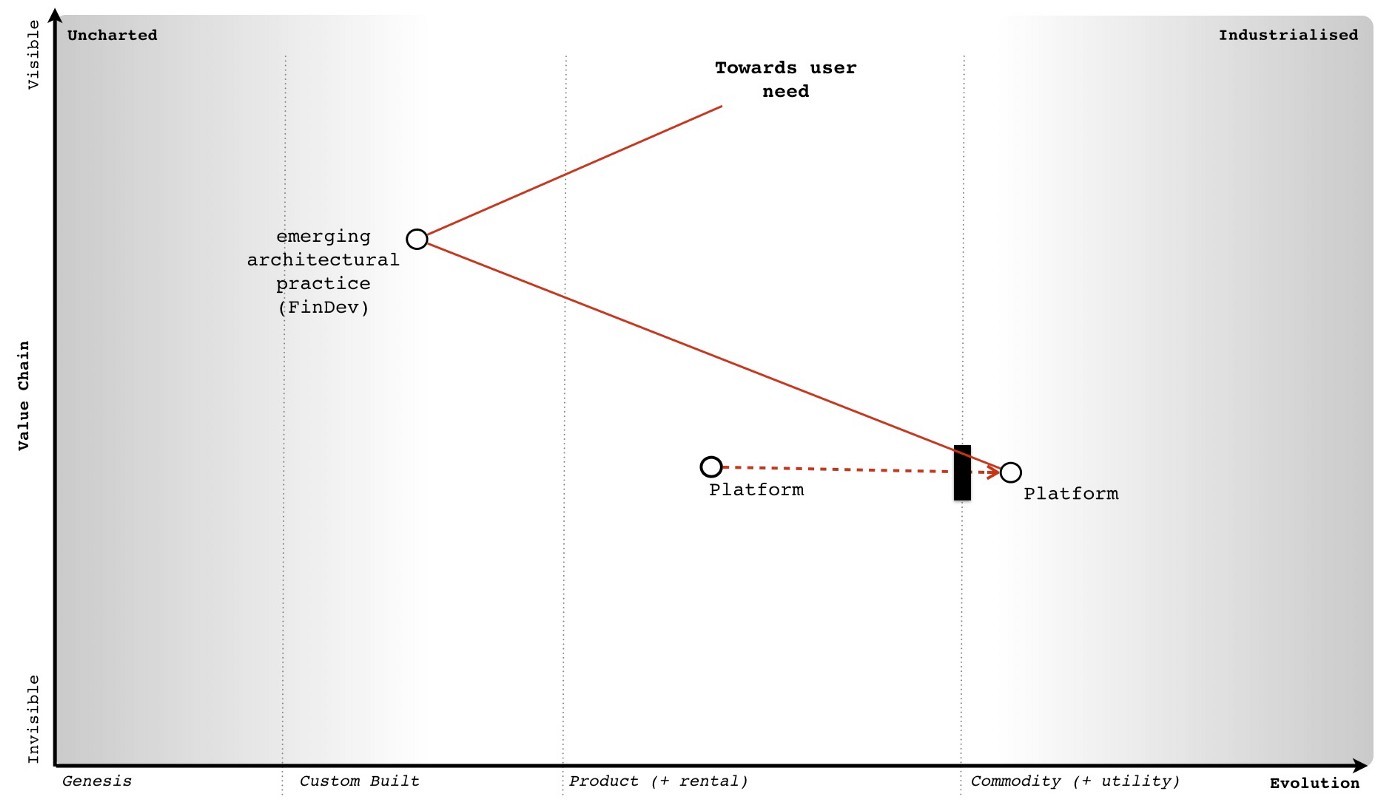 Visible
Uncharted
Industrialised
Towards user
need
emerging
architectural
practice
(FinDev)
Value Chain
Platform
Platform
Invisible
Genesis
Custom Built
Product (+ rental)
Commodity (+ utility)
Evolution